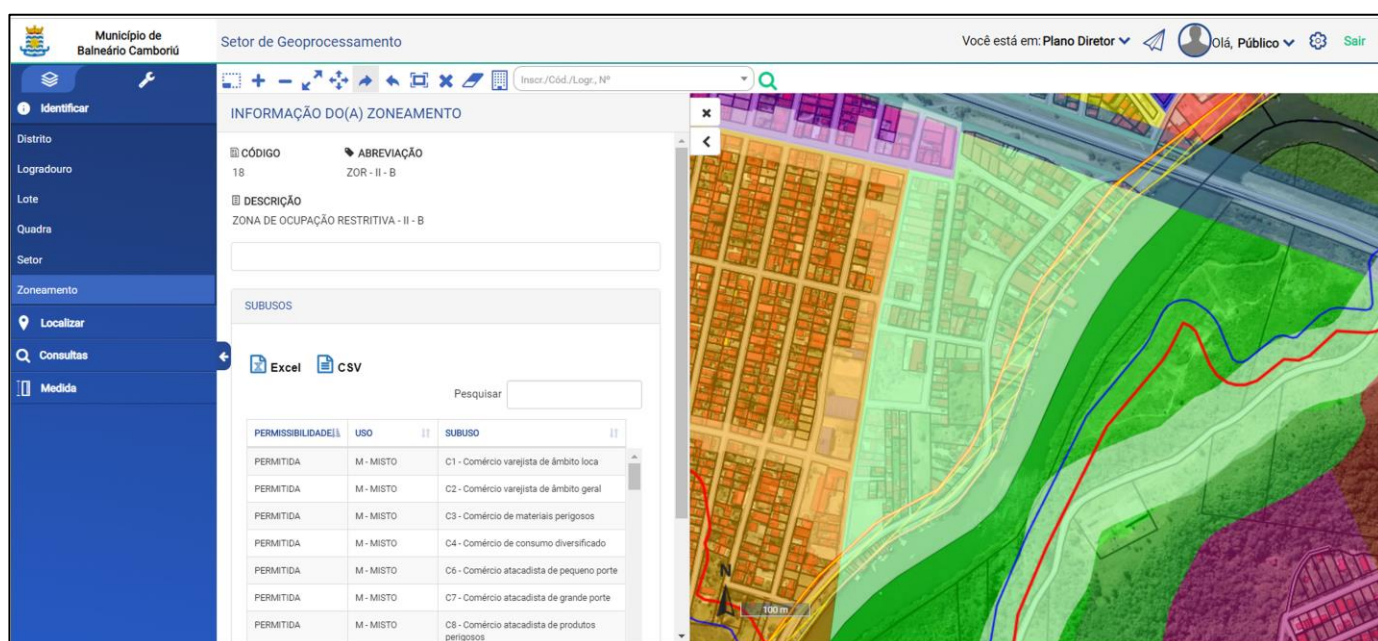 Município de
Balneário Camboriú
Setor de Geoprocessamento
Você está em: Plano Diretor
Olá, Público
Sair
Inscr./Cód./Logr., Nº
Identificar
Distrito
Logradouro
Lote
Quadra
Setor
Zoneamento
Localizar
Consultas
Medida
INFORMAÇÃO DO(A) ZONEAMENTO
CÓDIGO ABREVIAÇÃO
18 ZOR - II - B
DESCRIÇÃO
ZONA DE OCUPAÇÃO RESTRITIVA - II - B
SUBUSOS
Excel CSV
Pesquisar
PERMISSIBILIDADE USO SUBUSO
PERMITIDA M - MISTO C1 - Comércio varejista de âmbito loca
PERMITIDA M - MISTO C2 - Comércio varejista de âmbito geral
PERMITIDA M - MISTO C3 - Comércio de materiais perigosos
PERMITIDA M - MISTO C4 - Comércio de consumo diversificado
PERMITIDA M - MISTO C6 - Comércio atacadista de pequeno porte
PERMITIDA M - MISTO C7 - Comércio atacadista de grande porte
PERMITIDA M - MISTO C8 - Comércio atacadista de produtos
perigosos
N
100 m